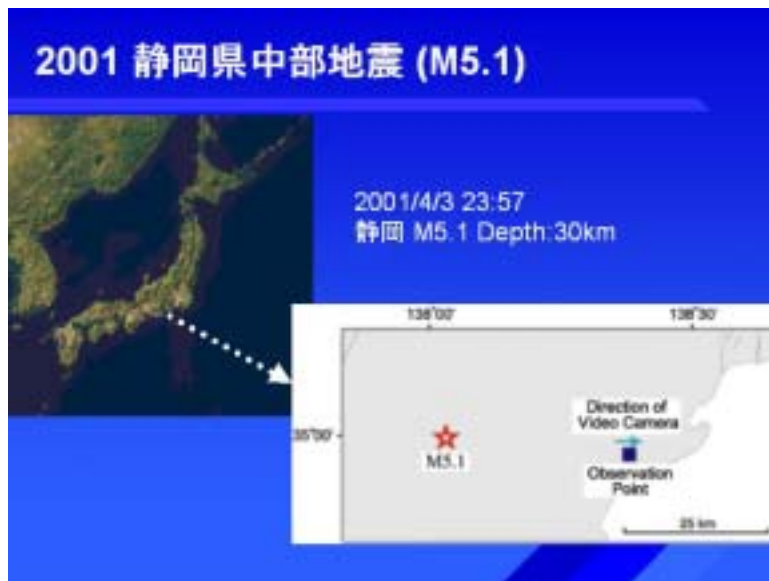 2001 静岡県中部地震 (M5.1)
2001/4/3 23:57
静岡 M5.1 Depth:30km
138°00'
138°30'
35°00'
M5.1
Direction of
Video Camera
Observation
Point
25 km